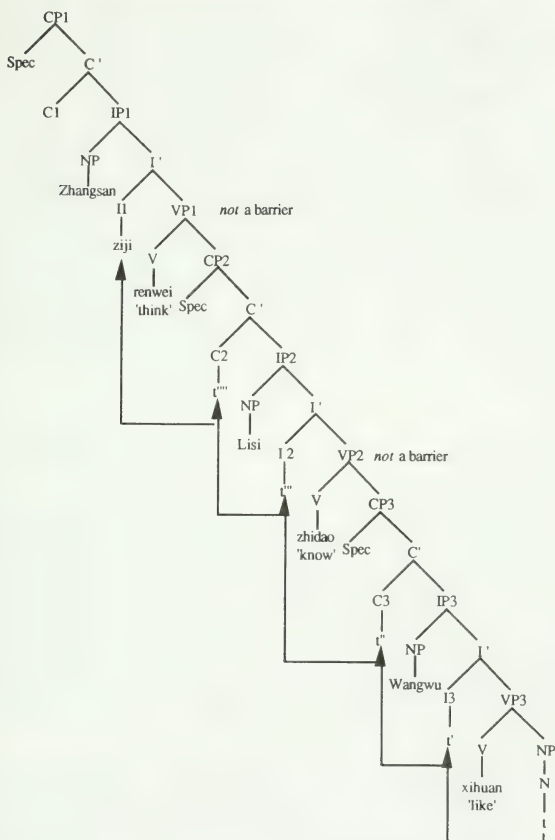 CP1
Spec C'
C1 IP1
NP I'
Zhangsan
I1 VP1 not a barrier
ziji
V CP2
renwei
'think' Spec C'
C2 IP2
t'''' NP I'
Lisi
I2 VP2 not a barrier
t''' V CP3
zhidao
'know' Spec C'
C3 IP3
t'' NP I'
Wangwu
I3 VP3
t' V NP
xihuan N
'like'
t